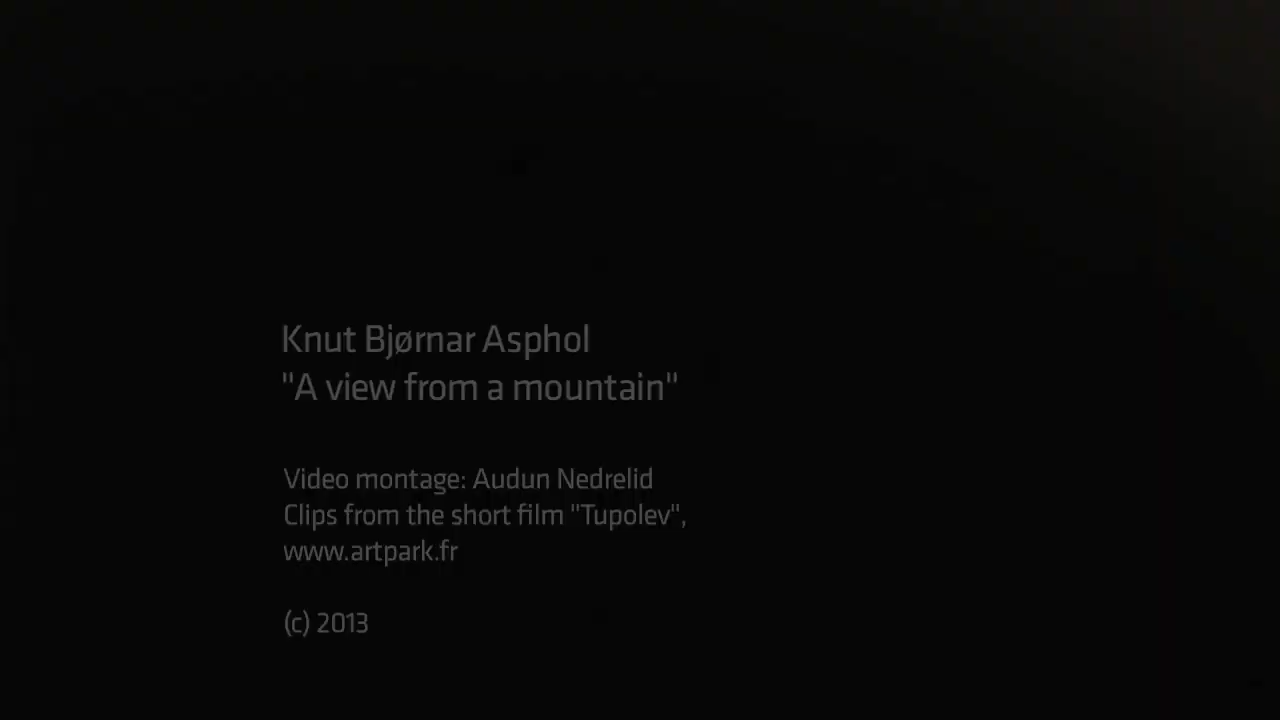 Knut Bjørnar Asphol
"A view from a mountain"
Video montage: Audun Nedrelid
Clips from the short film "Tupolev",
www.artpark.fr
(c) 2013